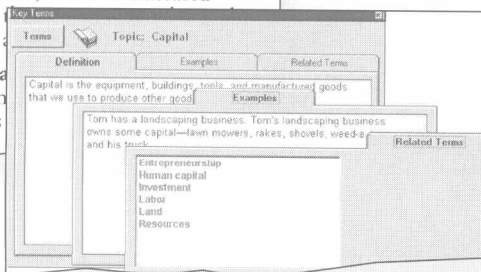 Key Terms
Terms
Topic: Capital
Definition
Examples
Related Terms
Capital is the equipment, buildings, tools, and manufactured goods
that we use to produce other good
Examples
Tom has a landscaping business. Tom's landscaping business
owns some capital—lawn mowers, rakes, shovels, weed-e
and his truck
Related Terms
Entrepreneurship
Human capital
Investment
Labor
Land
Resources